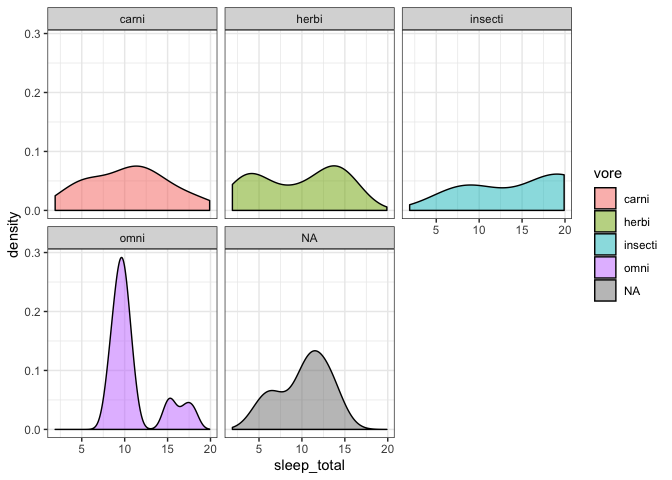 carni
herbi
insecti
0.3
0.2
0.1
0.0
5 10 15 20
omni
NA
0.3
0.2
0.1
0.0
5 10 15 20
5 10 15 20
sleep_total
density
vore
carni
herbi
insecti
omni
NA